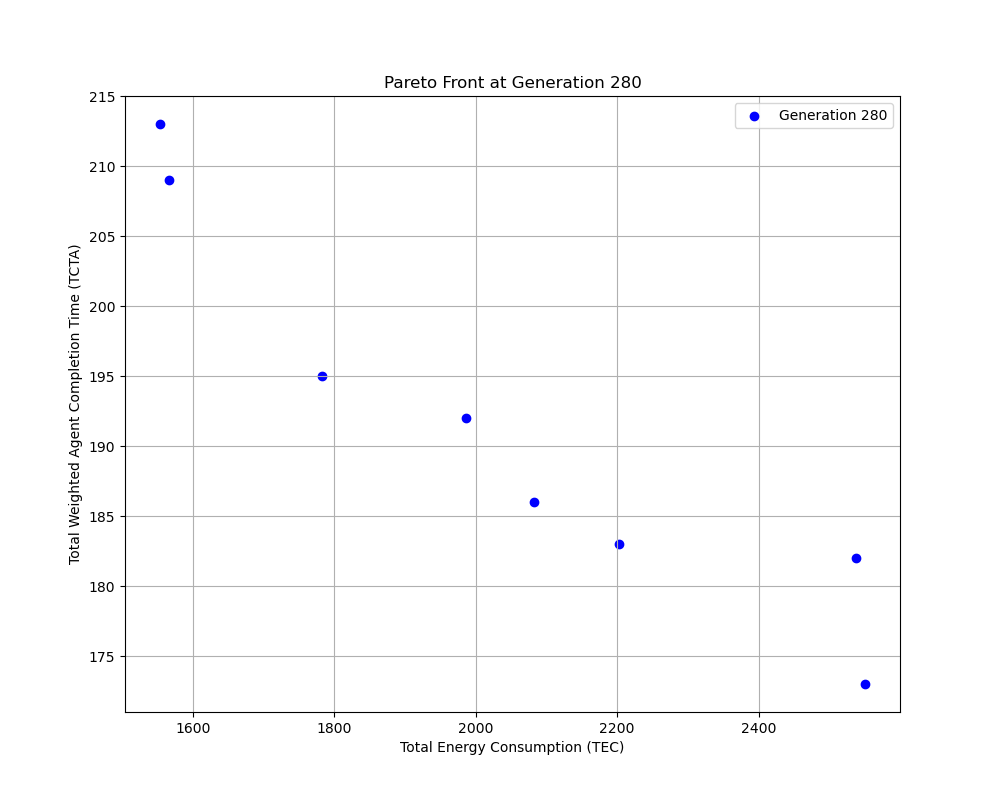 Pareto Front at Generation 280
Generation 280
215
210
205
200
195
190
185
180
175
Total Weighted Agent Completion Time (TCTA)
1600 1800 2000 2200 2400
Total Energy Consumption (TEC)